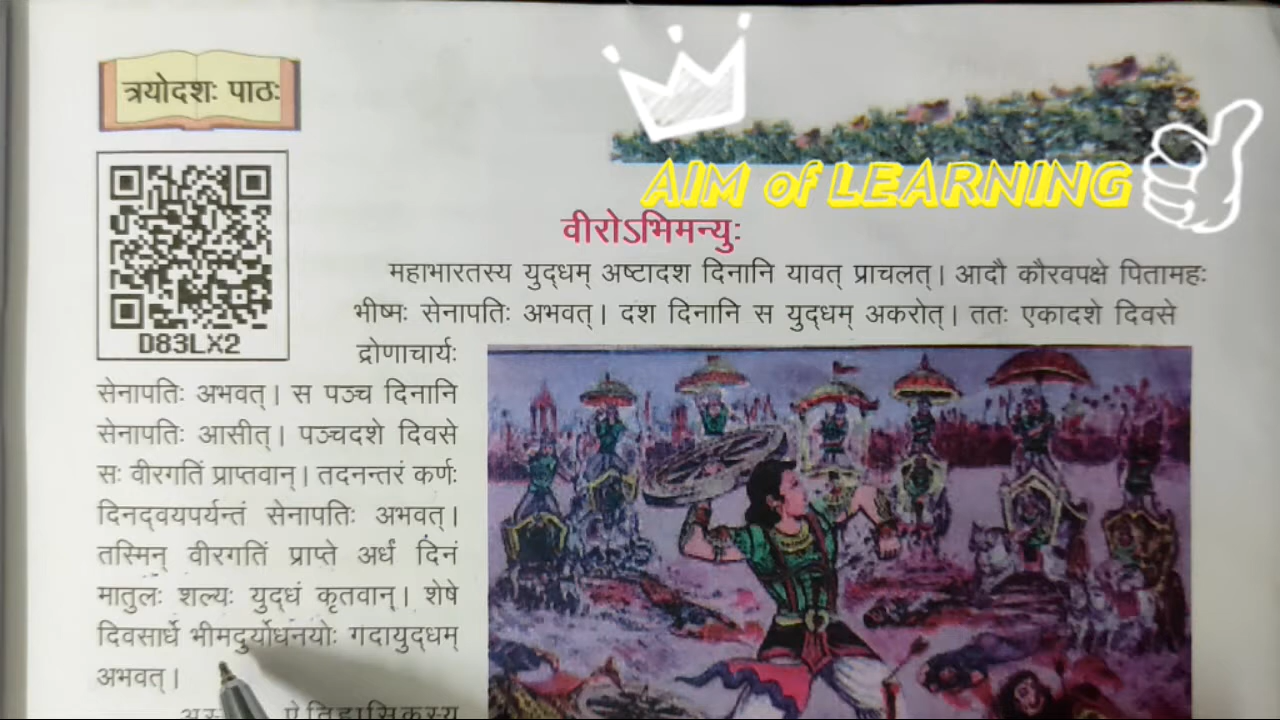 त्रयोदशः पाठः
D83LX2
AIM of LEARNING
वीरोऽभिमन्युः
महाभारतस्य युद्धम् अष्टादश दिनानि यावत् प्राचलत्। आदौ कौरवपक्षे पितामहः
भीष्मः सेनापतिः अभवत्। दश दिनानि स युद्धम् अकरोत्। ततः एकादशे दिवसे
द्रोणाचार्यः
सेनापतिः अभवत्। स पञ्च दिनानि
सेनापतिः आसीत्। पञ्चदशे दिवसे
सः वीरगतिं प्राप्तवान्। तदनन्तरं कर्णः
दिनद्वयपर्यन्तं सेनापतिः अभवत्।
तस्मिन् वीरगतिं प्राप्ते अर्धं दिनं
मातुलः शल्यः युद्धं कृतवान्। शेषे
दिवसार्धे भीमदुर्योधनयोः गदायुद्धम्
अभवत्।
ऐतिहासिकस्य